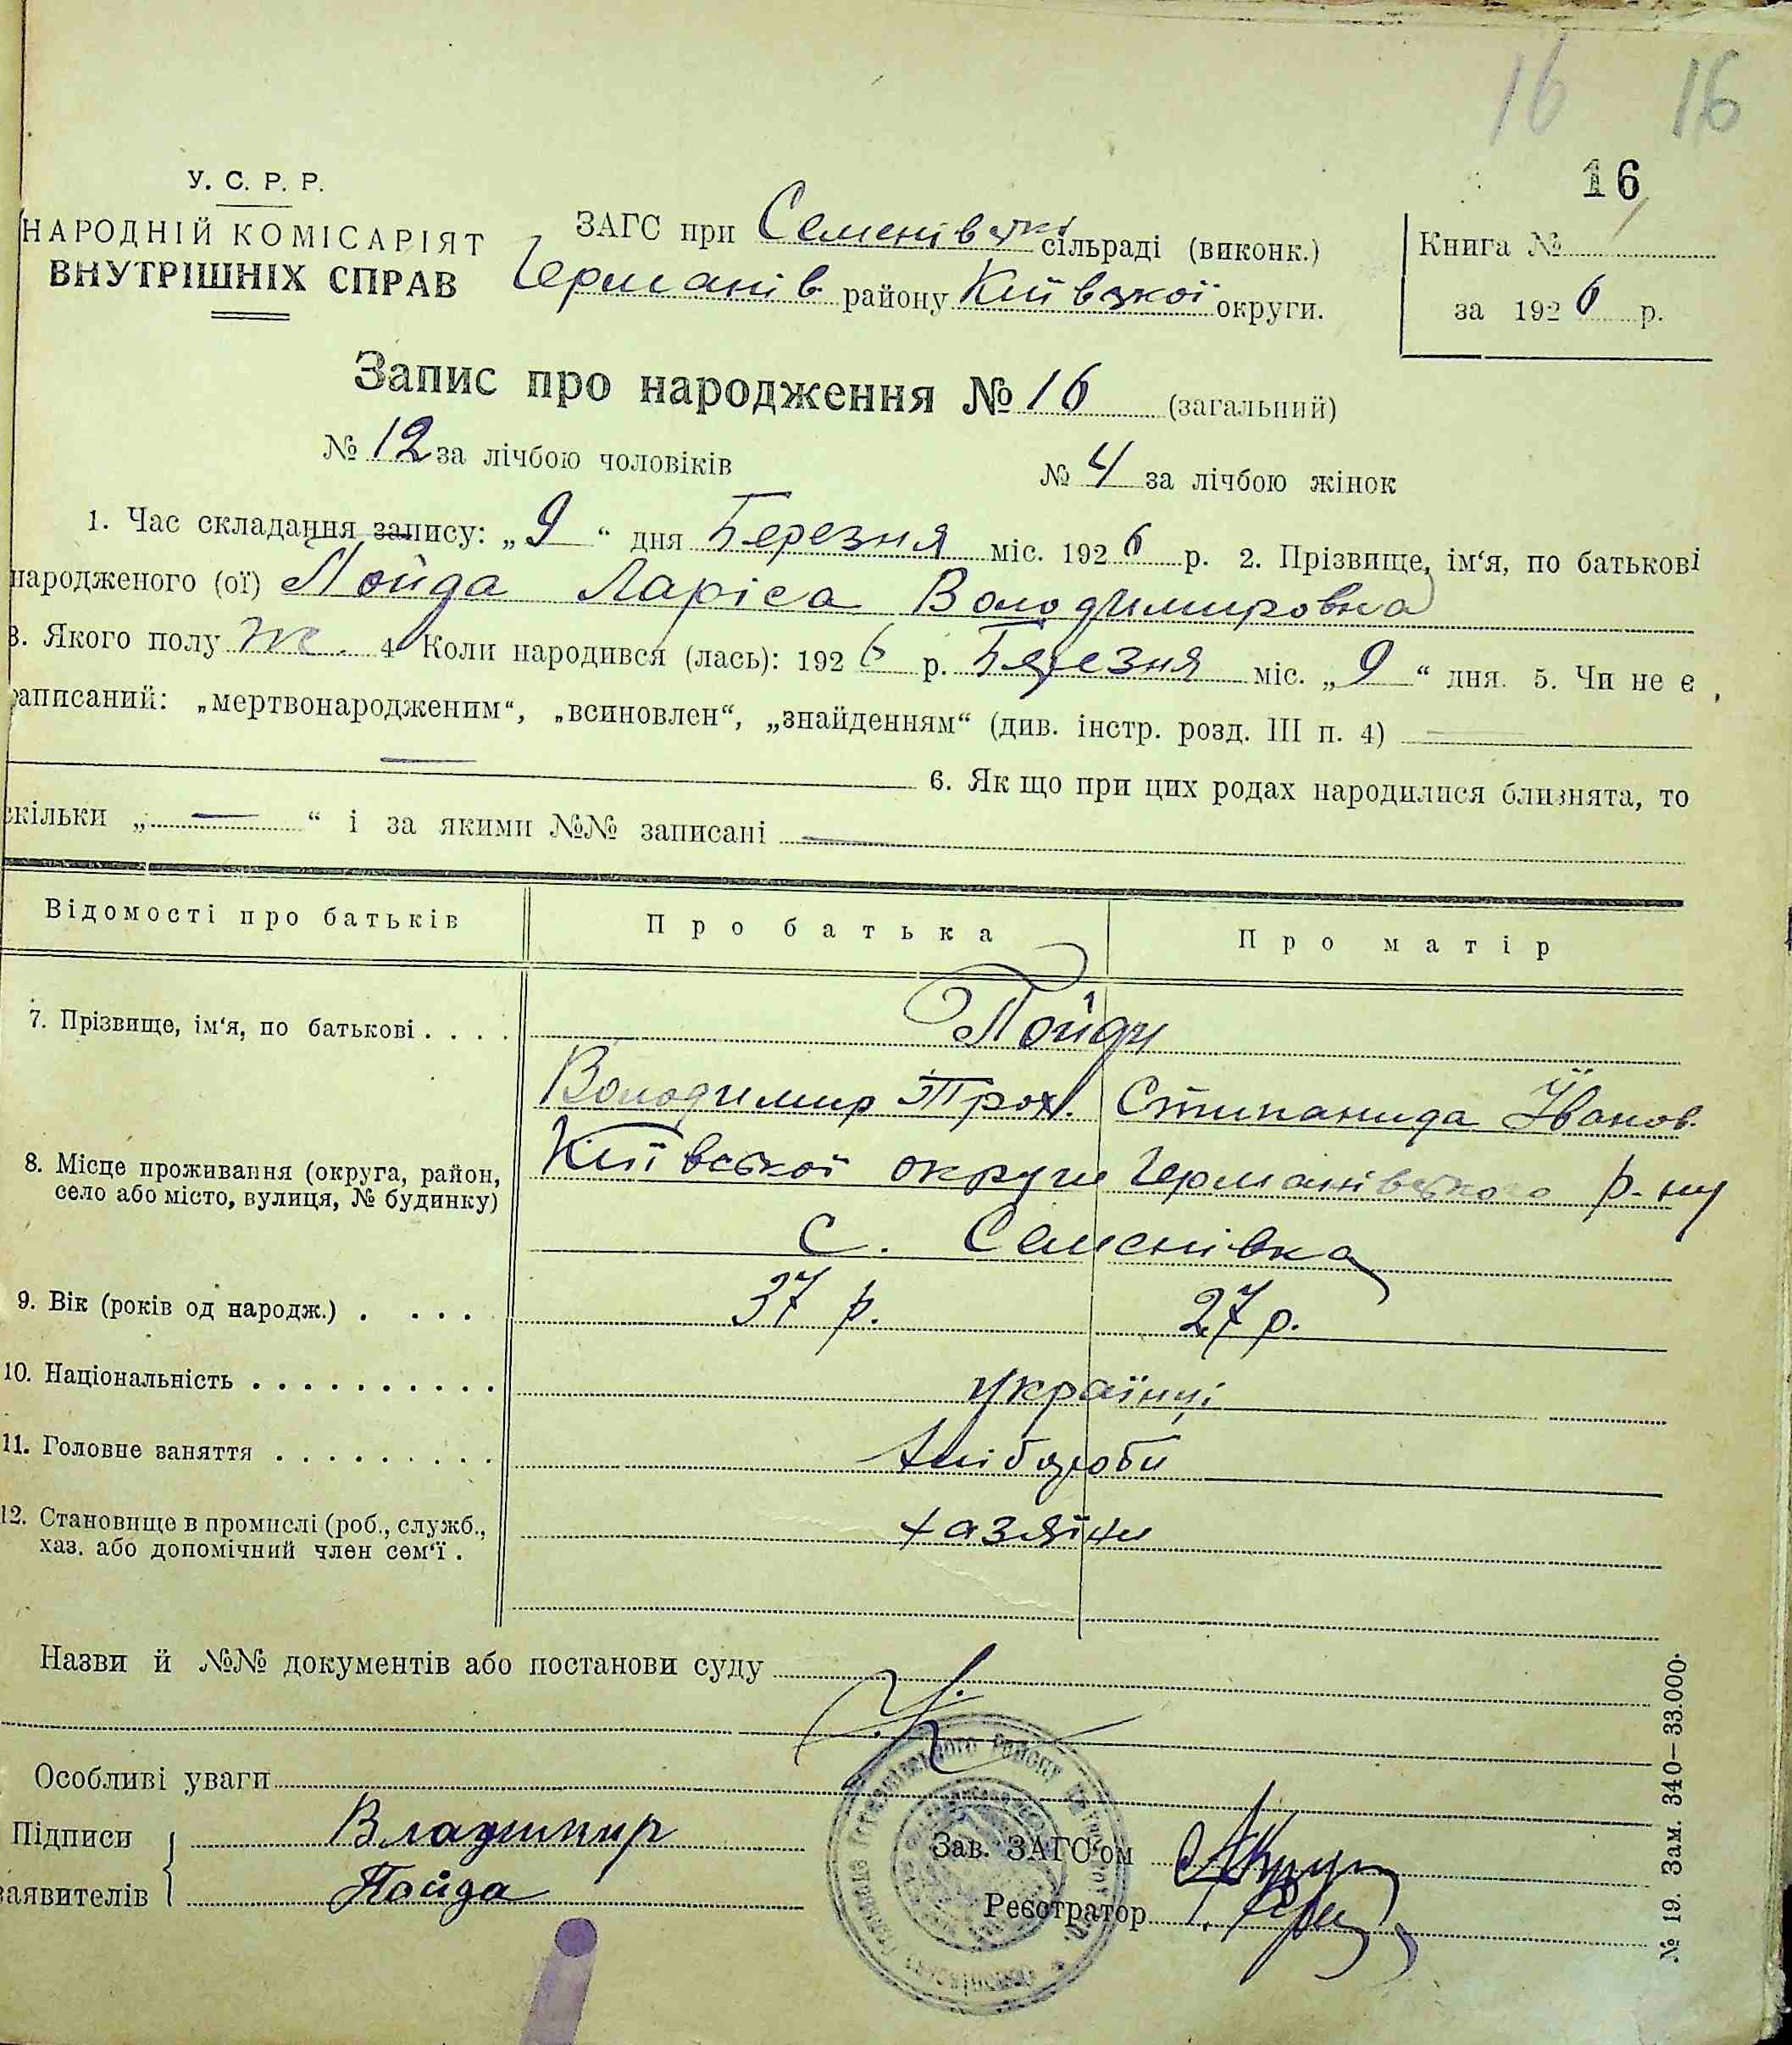 16 16
16
У. С. Р. Р.
НАРОДНІЙ КОМІСАРІЯТ
ВНУТРІШНІХ СПРАВ
ЗАГС при Семенівській сільраді (виконк.)
Германів району Київської округи.
Книга №
за 1926 р.
Запис про народження № 16 (загальний)
№ 12 за лічбою чоловіків № 4 за лічбою жінок
1. Час складання запису: „9“ дня Березня міс. 1926 р. 2. Прізвище, ім‘я, по батькові
народженого (ої) Пойда Ларіса Володимировна
3. Якого полу ж. 4 Коли народився (лась): 1926 р. Березня міс. „9“ дня. 5. Чи не є
записаний: „мертвонародженим“, „всиновлен“, „знайденням“ (див. інстр. розд. III п. 4) —
— 6. Як що при цих родах народилися близнята, то
скільки „—“ і за якими №№ записані —
Відомості про батьків Про батька Про матір
7. Прізвище, ім‘я, по батькові . . . . Пойди
Володимир Трох. Степанида Іванов.
8. Місце проживання (округа, район, Київської округи Германівського р-ну
село або місто, вулиця, № будинку)
с. Семенівка
9. Вік (років од народж.) . . . . 37 р. 27 р.
10. Національність . . . . . . . . . . українці
11. Головне заняття . . . . . . . . . хліброби
12. Становище в промислі (роб., служб., хазяїни
хаз. або допомічний член сем‘ї .
Назви й №№ документів або постанови суду
Особливі уваги
Підписи Владимир
заявителів Пойда
Зав. ЗАГС‘ом
Реєстратор
№ 19. Зам. 340—33.000.